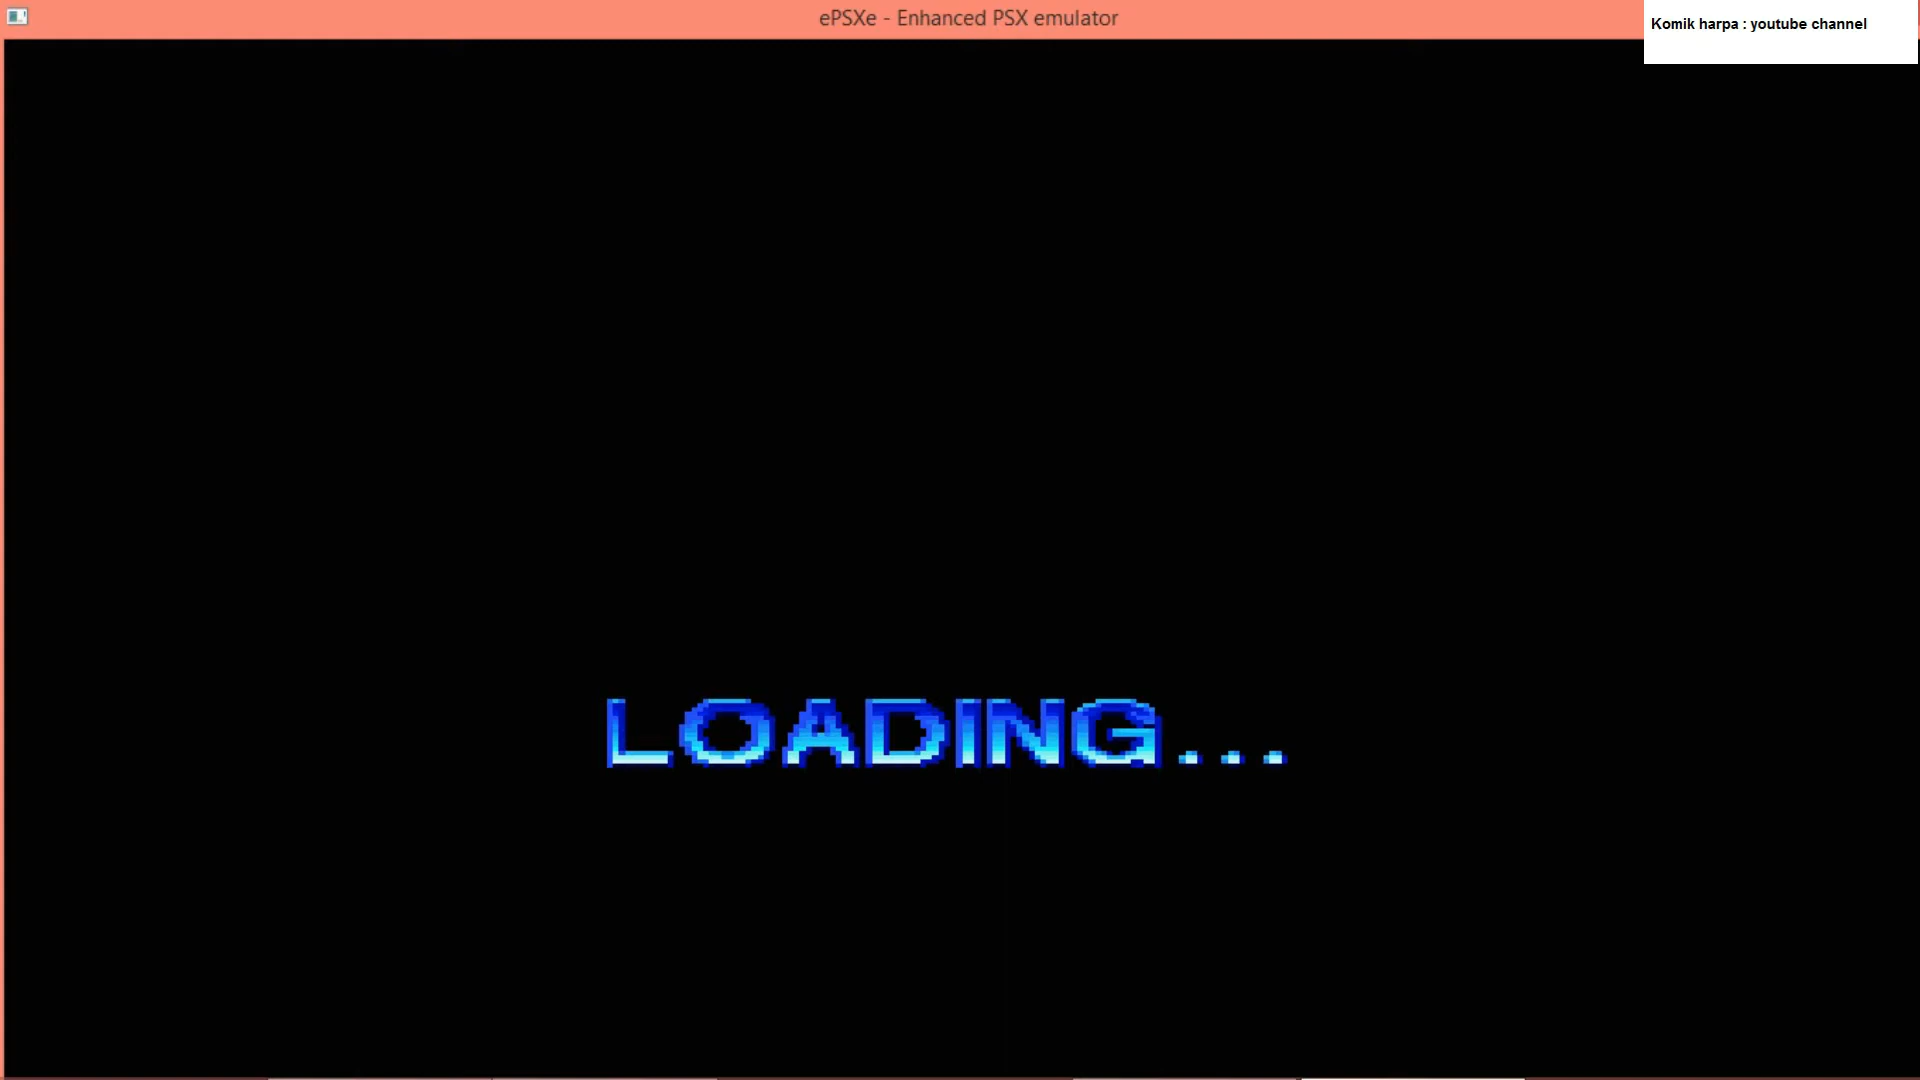 ePSXe - Enhanced PSX emulator
Komik harpa : youtube channel
LOADING...